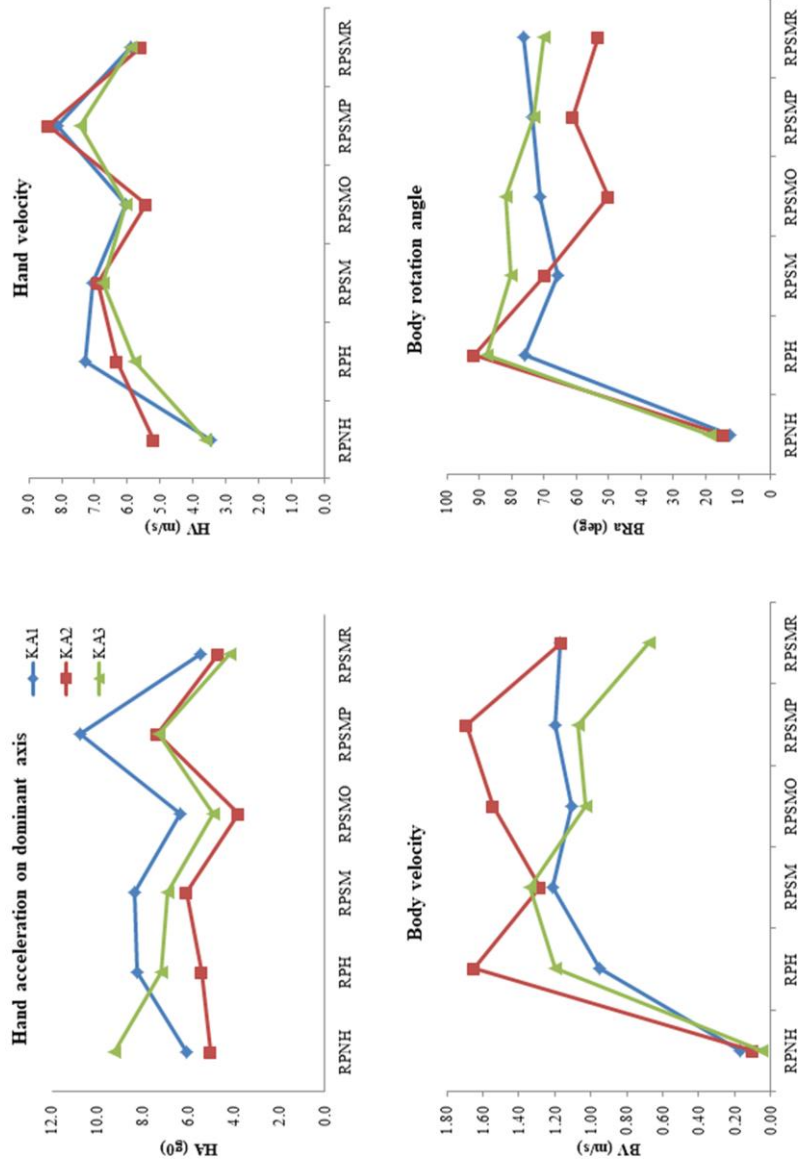 Hand acceleration on dominant axis
HA (g0)
12.0
10.0
8.0
6.0
4.0
2.0
0.0
RPNH RPH RPSM RPSMO RPSMP RPSMR
KA1
KA2
KA3
Hand velocity
HV (m/s)
9.0
8.0
7.0
6.0
5.0
4.0
3.0
2.0
1.0
0.0
RPNH RPH RPSM RPSMO RPSMP RPSMR
Body velocity
BV (m/s)
1.80
1.60
1.40
1.20
1.00
0.80
0.60
0.40
0.20
0.00
RPNH RPH RPSM RPSMO RPSMP RPSMR
Body rotation angle
BRa (deg)
100
90
80
70
60
50
40
30
20
10
0
RPNH RPH RPSM RPSMO RPSMP RPSMR